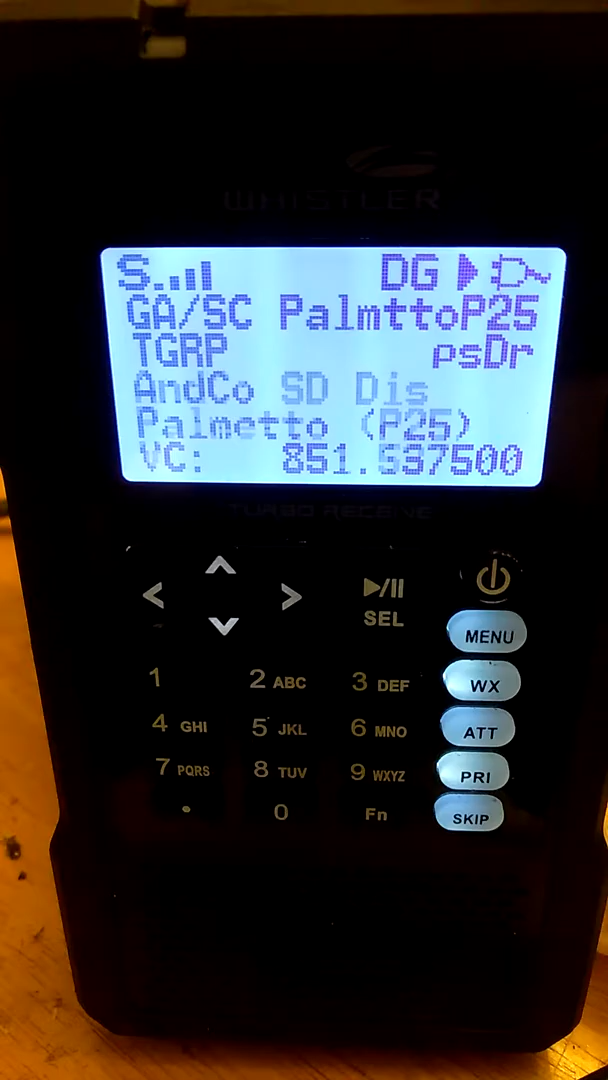 WHISTLER
S. DG
GA/SC PalmttoP25
TGRP psDr
AndCo SD Dis
Palmetto (P25)
VC: 851.537500
TURBO RECEIVE
SEL
MENU
1 2 ABC 3 DEF WX
4 GHI 5 JKL 6 MNO ATT
7 PQRS 8 TUV 9 WXYZ PRI
• 0 Fn SKIP